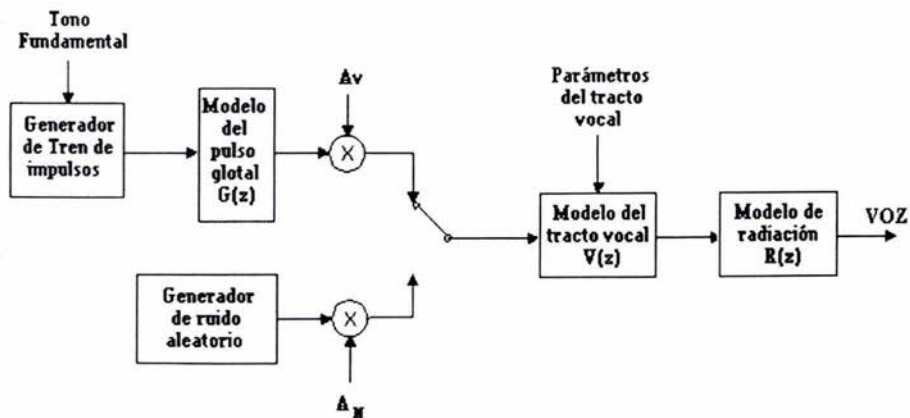 Tono
Fundamental
Generador
de Tren de
impulsos
Modelo
del
pulso
glotal
G(z)
Av
X
Parámetros
del tracto
vocal
Modelo del
tracto vocal
V(z)
Modelo de
radiación
R(z)
VOZ
Generador
de ruido
aleatorio
X
A_N